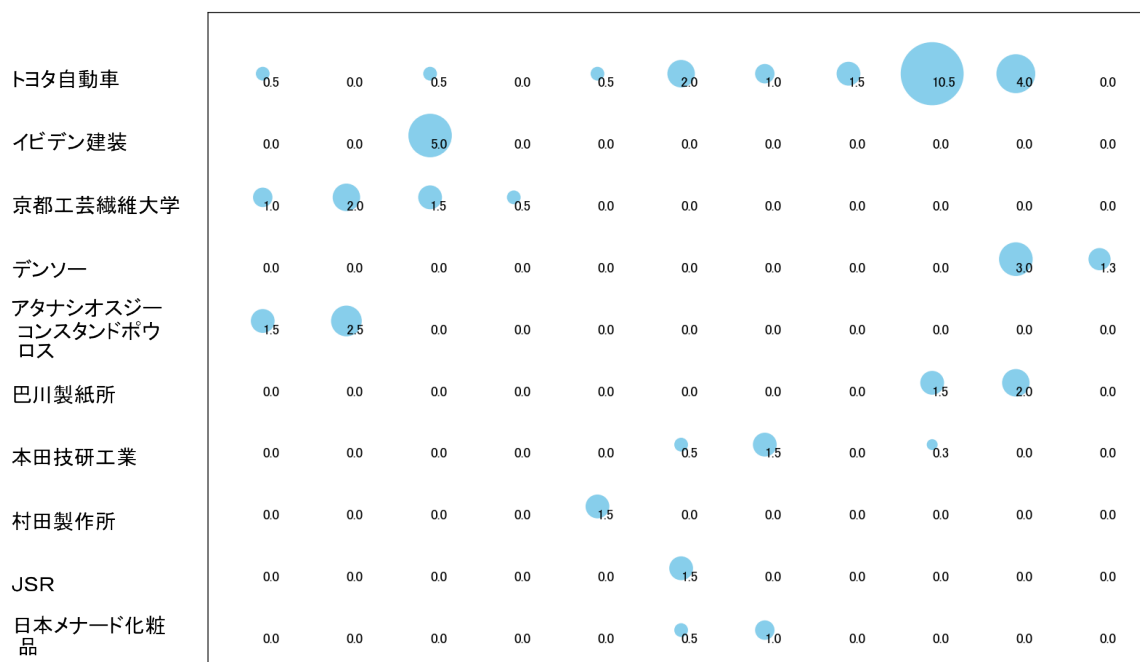 トヨタ自動車 0.5 0.0 0.5 0.0 0.5 2.0 1.0 1.5 10.5 4.0 0.0
イビデン建装 0.0 0.0 5.0 0.0 0.0 0.0 0.0 0.0 0.0 0.0 0.0
京都工芸繊維大学 1.0 2.0 1.5 0.5 0.0 0.0 0.0 0.0 0.0 0.0 0.0
デンソー 0.0 0.0 0.0 0.0 0.0 0.0 0.0 0.0 0.0 3.0 1.3
アタナシオスジー
コンスタンドポウ
ロス
1.5 2.5 0.0 0.0 0.0 0.0 0.0 0.0 0.0 0.0 0.0
巴川製紙所 0.0 0.0 0.0 0.0 0.0 0.0 0.0 0.0 1.5 2.0 0.0
本田技研工業 0.0 0.0 0.0 0.0 0.0 0.5 1.5 0.0 0.3 0.0 0.0
村田製作所 0.0 0.0 0.0 0.0 1.5 0.0 0.0 0.0 0.0 0.0 0.0
JSR 0.0 0.0 0.0 0.0 0.0 1.5 0.0 0.0 0.0 0.0 0.0
日本メナード化粧
品
0.0 0.0 0.0 0.0 0.0 0.5 1.0 0.0 0.0 0.0 0.0